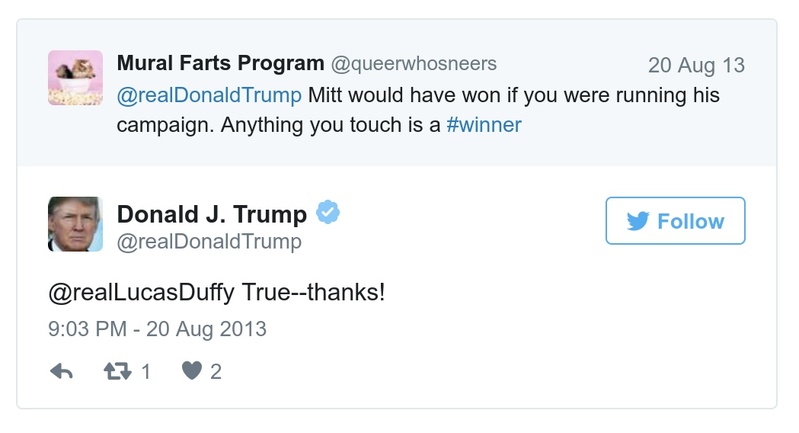 Mural Farts Program @queerwhosneers 20 Aug 13
@realDonaldTrump Mitt would have won if you were running his
campaign. Anything you touch is a #winner
Donald J. Trump
@realDonaldTrump
Follow
@realLucasDuffy True--thanks!
9:03 PM - 20 Aug 2013
1 2